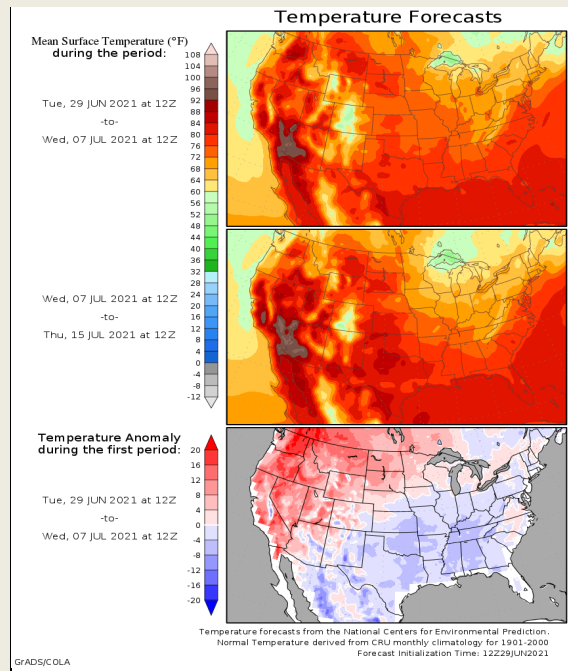 Temperature Forecasts
Mean Surface Temperature (°F)
during the period:
Tue, 29 JUN 2021 at 12Z
-to-
Wed, 07 JUL 2021 at 12Z
108
104
100
96
92
88
84
80
76
72
68
64
60
56
52
48
44
40
36
32
28
24
20
16
12
8
4
0
-4
-8
-12
Wed, 07 JUL 2021 at 12Z
-to-
Thu, 15 JUL 2021 at 12Z
Temperature Anomaly
during the first period:
Tue, 29 JUN 2021 at 12Z
-to-
Wed, 07 JUL 2021 at 12Z
20
16
12
8
4
0
-4
-8
-12
-16
-20
Temperature forecasts from the National Centers for Environmental Prediction.
Normal Temperature derived from CRU monthly climatology for 1901-2000
Forecast Initialization Time: 12Z29JUN2021
GrADS/COLA